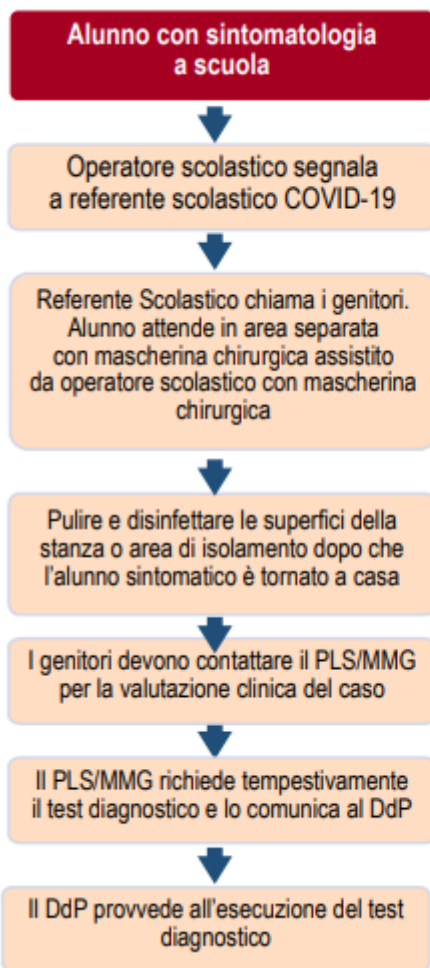 Alunno con sintomatologia
a scuola
Operatore scolastico segnala
a referente scolastico COVID-19
Referente Scolastico chiama i genitori.
Alunno attende in area separata
con mascherina chirurgica assistito
da operatore scolastico con mascherina
chirurgica
Pulire e disinfettare le superfici della
stanza o area di isolamento dopo che
l'alunno sintomatico è tornato a casa
I genitori devono contattare il PLS/MMG
per la valutazione clinica del caso
Il PLS/MMG richiede tempestivamente
il test diagnostico e lo comunica al DdP
Il DdP provvede all'esecuzione del test
diagnostico